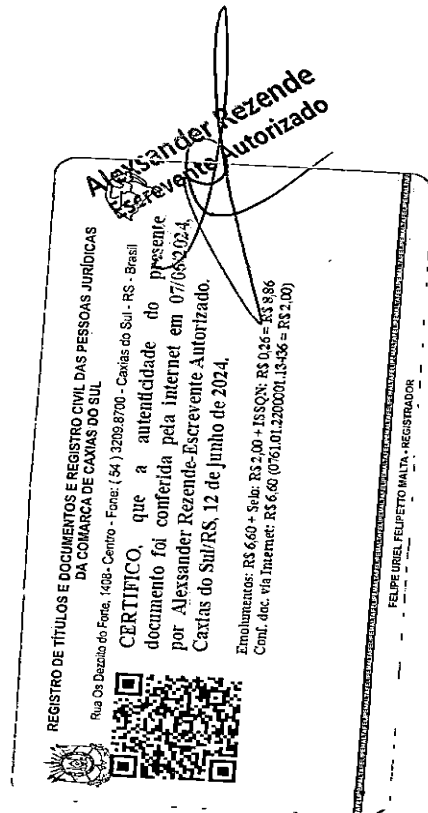 REGISTRO DE TÍTULOS E DOCUMENTOS E REGISTRO CIVIL DAS PESSOAS JURÍDICAS
DA COMARCA DE CAXIAS DO SUL
Rua Os Dezoito do Forte, 1408 - Centro - Fone: ( 54 ) 3209.8700 - Caxias do Sul - RS - Brasil
CERTIFICO, que a autenticidade do presente
documento foi conferida pela internet em 07/06/2024,
por Alexsander Rezende-Escrevente Autorizado.
Caxias do Sul/RS, 12 de junho de 2024.
Emolumentos: R$ 6,60 + Selo: R$ 2,00 + ISSQN: R$ 0,26 = R$ 8,86
Conf. doc. via Internet: R$ 6,60 (0761.01.2200001.13436 = R$ 2,00)
Alexsander Rezende
Escrevente Autorizado
FELIPE URIEL FELIPETTO MALTA - REGISTRADOR